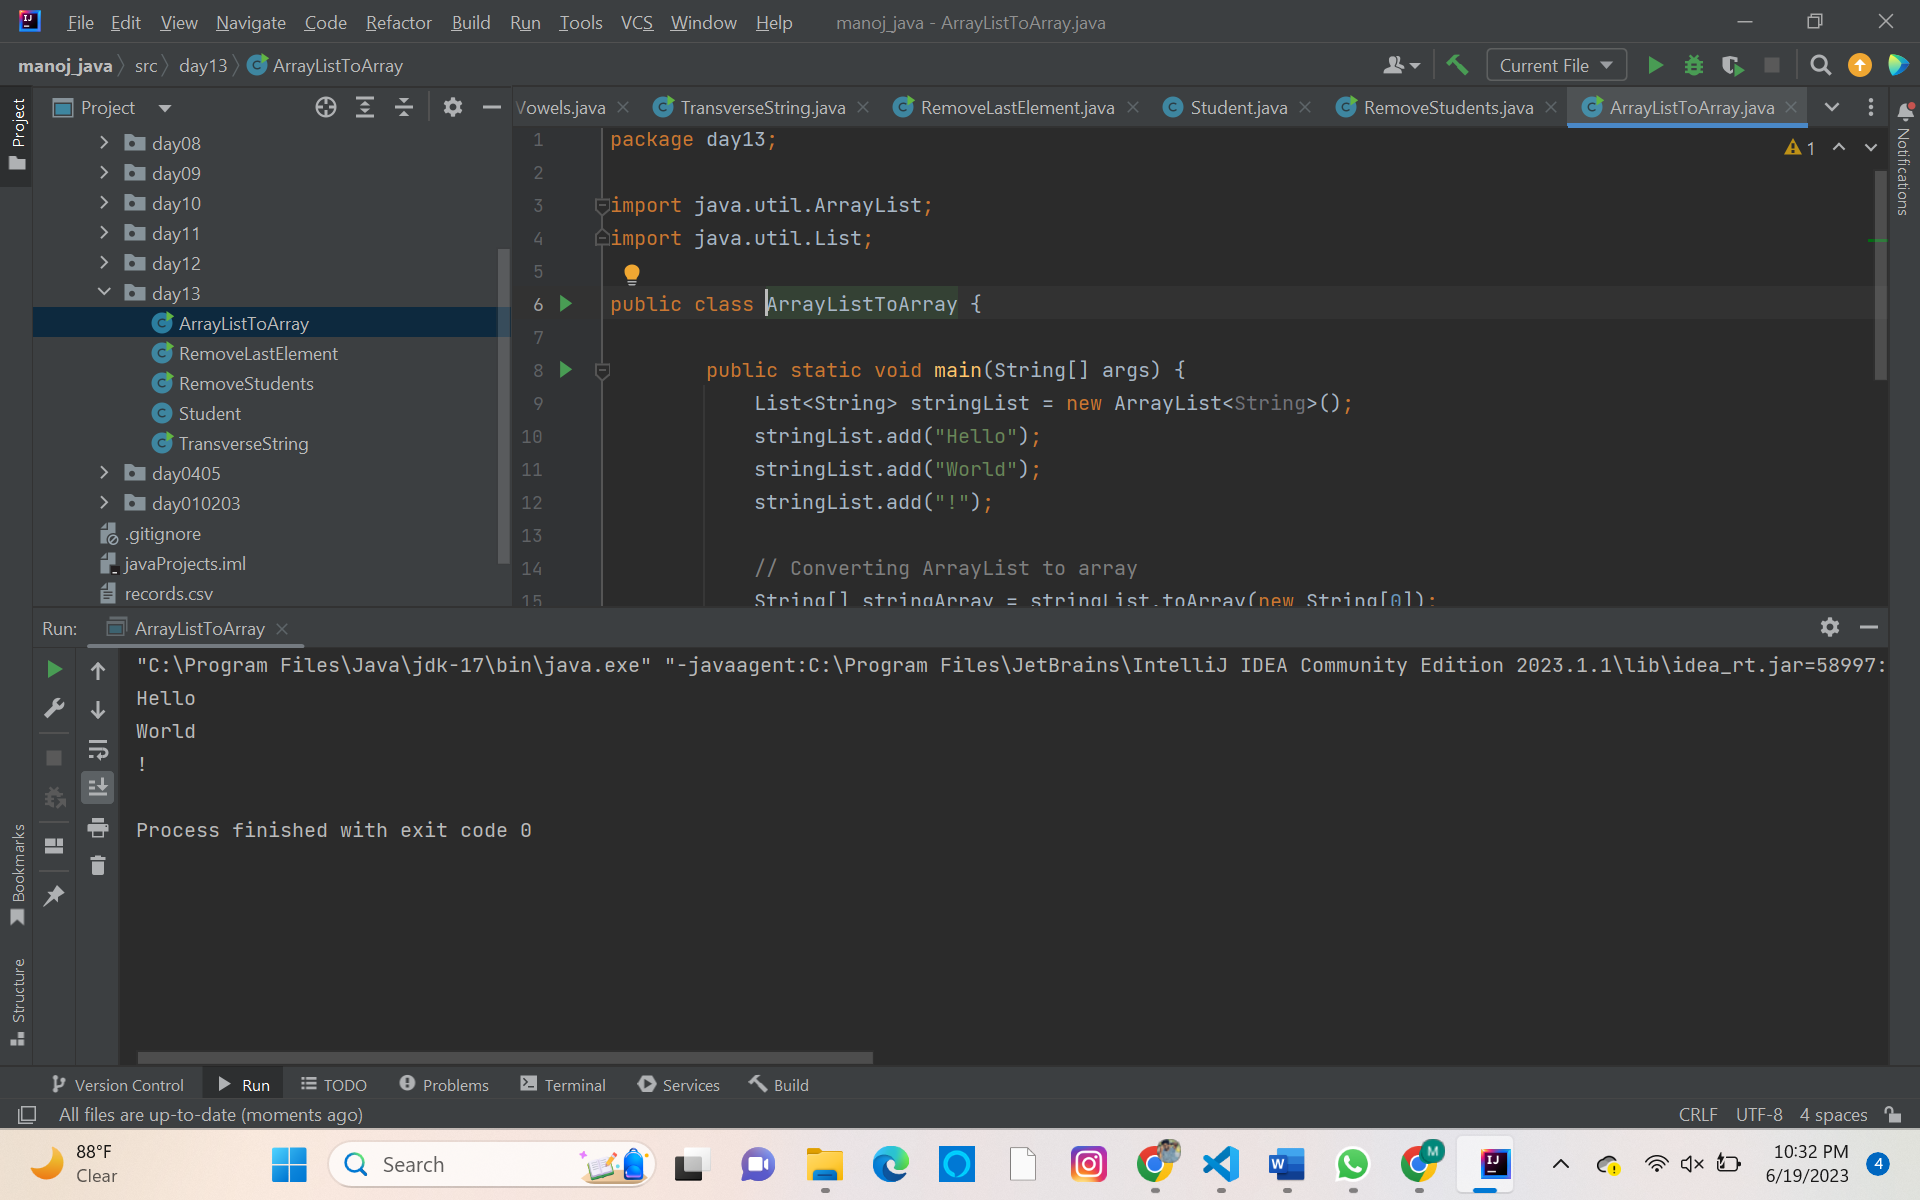 File Edit View Navigate Code Refactor Build Run Tools VCS Window Help manoj_java - ArrayListToArray.java
manoj_java src day13 ArrayListToArray Current File
Project
Project
day08
day09
day10
day11
day12
day13
ArrayListToArray
RemoveLastElement
RemoveStudents
Student
TransverseString
day0405
day010203
.gitignore
javaProjects.iml
records.csv
Vowels.java TransverseString.java RemoveLastElement.java Student.java RemoveStudents.java ArrayListToArray.java
1 package day13;
2
3 import java.util.ArrayList;
4 import java.util.List;
5
6 public class ArrayListToArray {
7
8 public static void main(String[] args) {
9 List<String> stringList = new ArrayList<String>();
10 stringList.add("Hello");
11 stringList.add("World");
12 stringList.add("!");
13
14 // Converting ArrayList to array
15 String[] stringArray = stringList.toArray(new String[0]);
1
Notifications
Run: ArrayListToArray
"C:\Program Files\Java\jdk-17\bin\java.exe" "-javaagent:C:\Program Files\JetBrains\IntelliJ IDEA Community Edition 2023.1.1\lib\idea_rt.jar=58997:
Hello
World
!
Process finished with exit code 0
Bookmarks
Structure
Version Control Run TODO Problems Terminal Services Build
All files are up-to-date (moments ago) CRLF UTF-8 4 spaces
88°F
Clear
Search
M
IJ
10:32 PM
6/19/2023
4